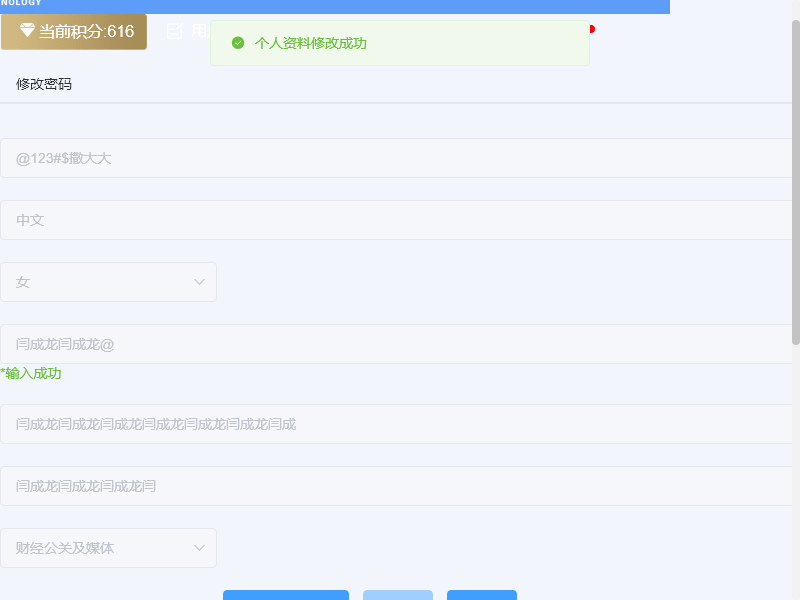 NOLOGY
当前积分:616
用
个人资料修改成功
修改密码
@123#$撒大大
中文
女
闫成龙闫成龙@
*输入成功
闫成龙闫成龙闫成龙闫成龙闫成龙闫成龙闫成
闫成龙闫成龙闫成龙闫
财经公关及媒体